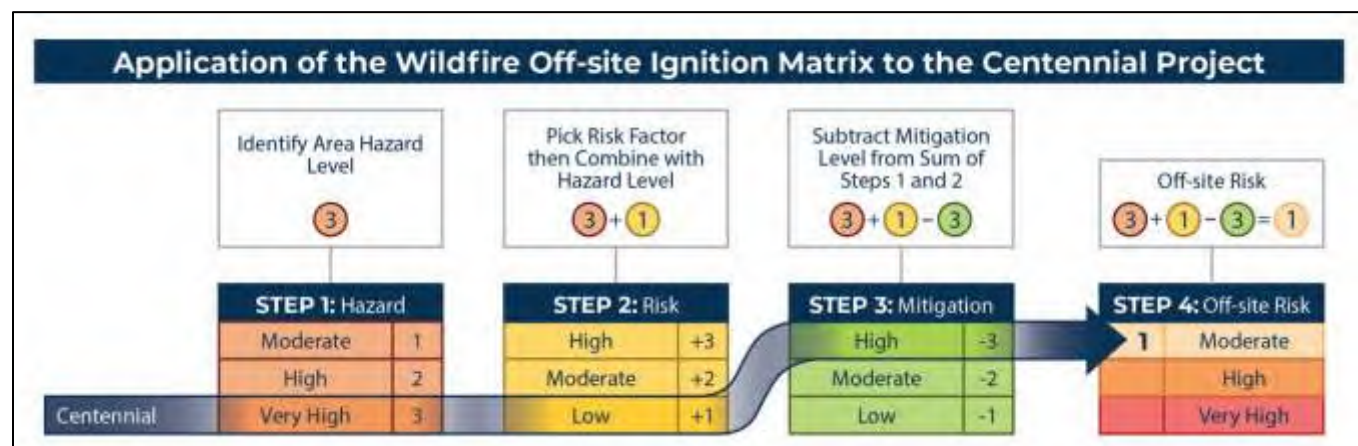 Application of the Wildfire Off-site Ignition Matrix to the Centennial Project
Identify Area Hazard
Level
3
Pick Risk Factor
then Combine with
Hazard Level
3 + 1
Subtract Mitigation
Level from Sum of
Steps 1 and 2
3 + 1 − 3
Off-site Risk
3 + 1 − 3 = 1
STEP 1: Hazard
Moderate 1
High 2
Very High 3
STEP 2: Risk
High +3
Moderate +2
Low +1
STEP 3: Mitigation
High -3
Moderate -2
Low -1
STEP 4: Off-site Risk
1 Moderate
High
Very High
Centennial